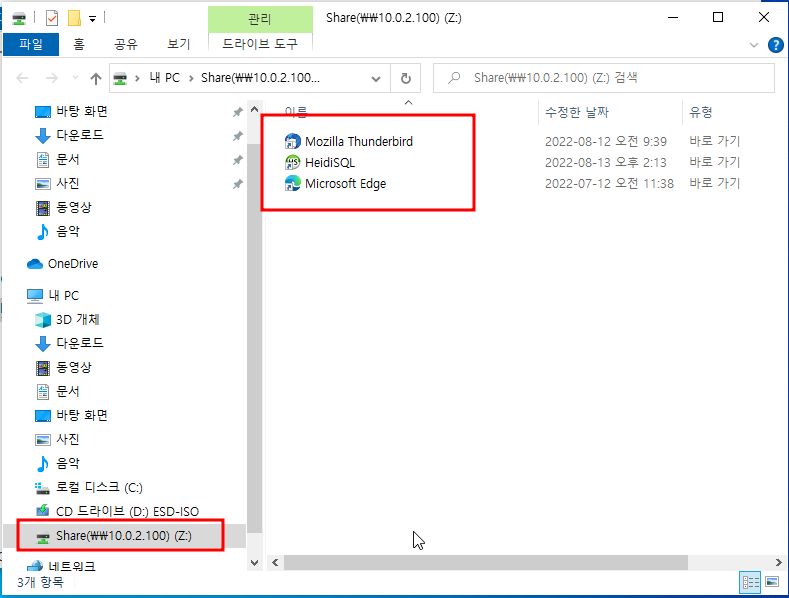 관리
Share(₩₩10.0.2.100) (Z:)
파일 홈 공유 보기 드라이브 도구
내 PC Share(₩₩10.0.2.100...
Share(₩₩10.0.2.100) (Z:) 검색
이름 수정한 날짜 유형
Mozilla Thunderbird 2022-08-12 오전 9:39 바로 가기
HeidiSQL 2022-08-13 오후 2:13 바로 가기
Microsoft Edge 2022-07-12 오전 11:38 바로 가기
바탕 화면
다운로드
문서
사진
동영상
음악
OneDrive
내 PC
3D 개체
다운로드
동영상
문서
바탕 화면
사진
음악
로컬 디스크 (C:)
CD 드라이브 (D:) ESD-ISO
Share(₩₩10.0.2.100) (Z:)
네트워크
3개 항목